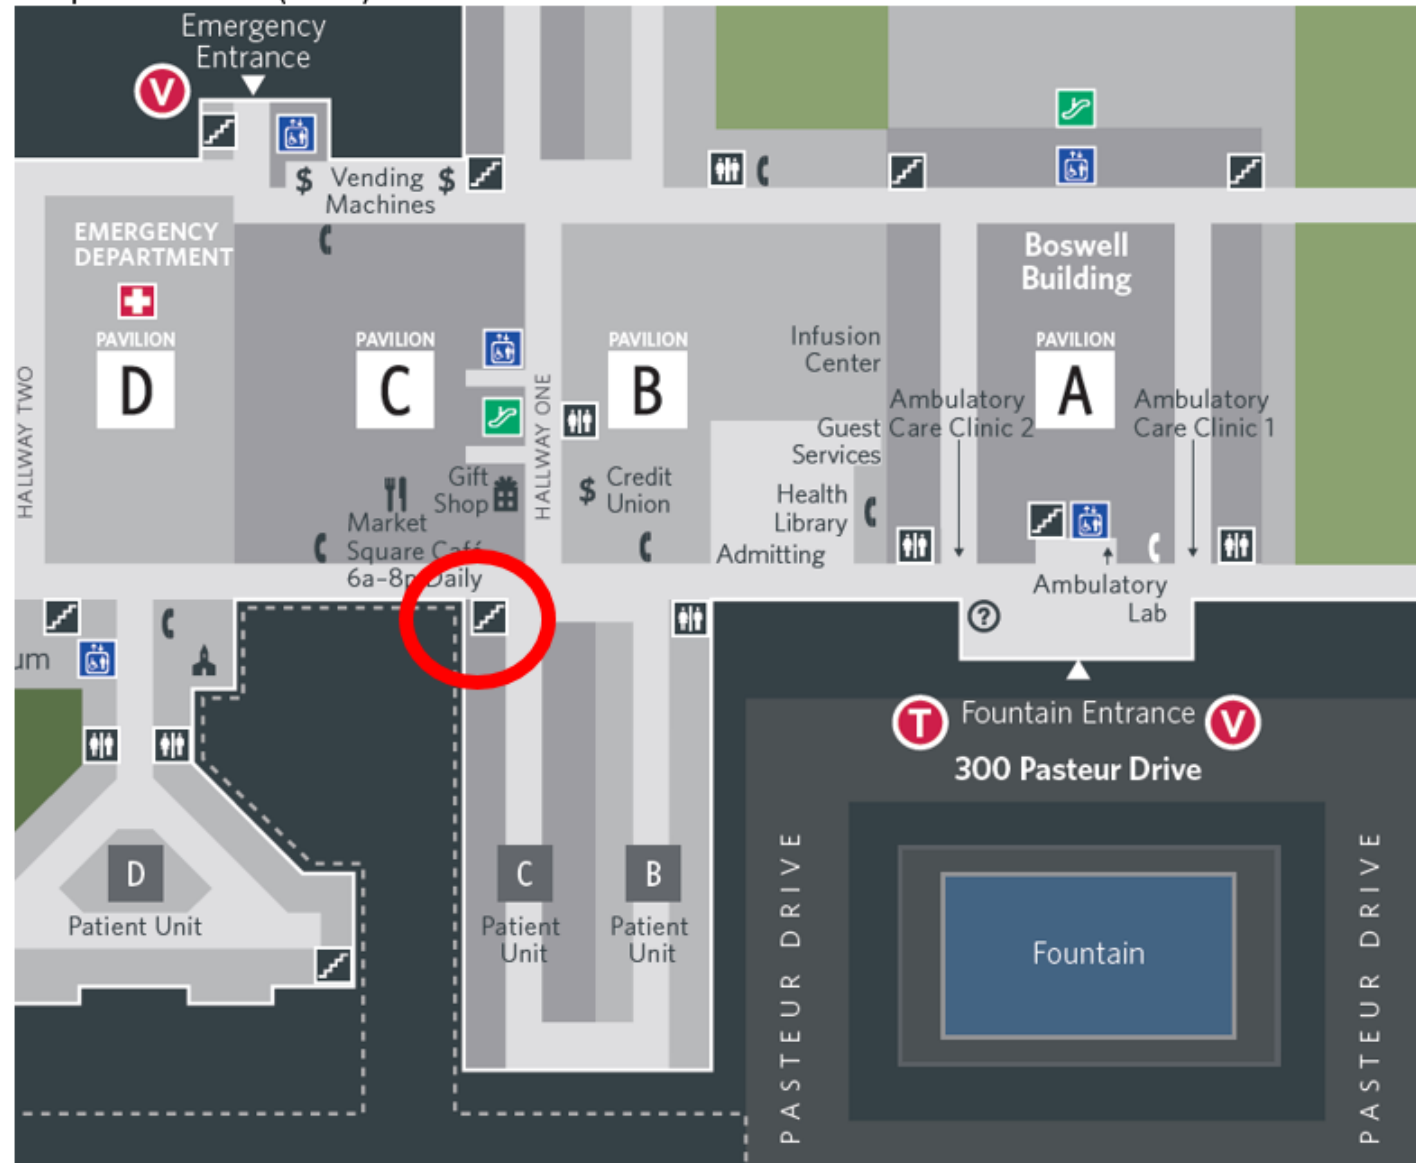 Emergency
Entrance
V
$ Vending $
Machines
EMERGENCY
DEPARTMENT
Boswell
Building
PAVILION
D
PAVILION
C
PAVILION
B
Infusion
Center
PAVILION
A
HALLWAY TWO
HALLWAY ONE
Ambulatory
Care Clinic 2
Ambulatory
Care Clinic 1
Guest
Services
Gift
Shop
$ Credit
Union
Health
Library
Market
Square Café
6a–8p Daily
Admitting
Ambulatory
Lab
?
um
T
Fountain Entrance
V
300 Pasteur Drive
D
Patient Unit
C
Patient
Unit
B
Patient
Unit
PASTEUR DRIVE
Fountain
PASTEUR DRIVE